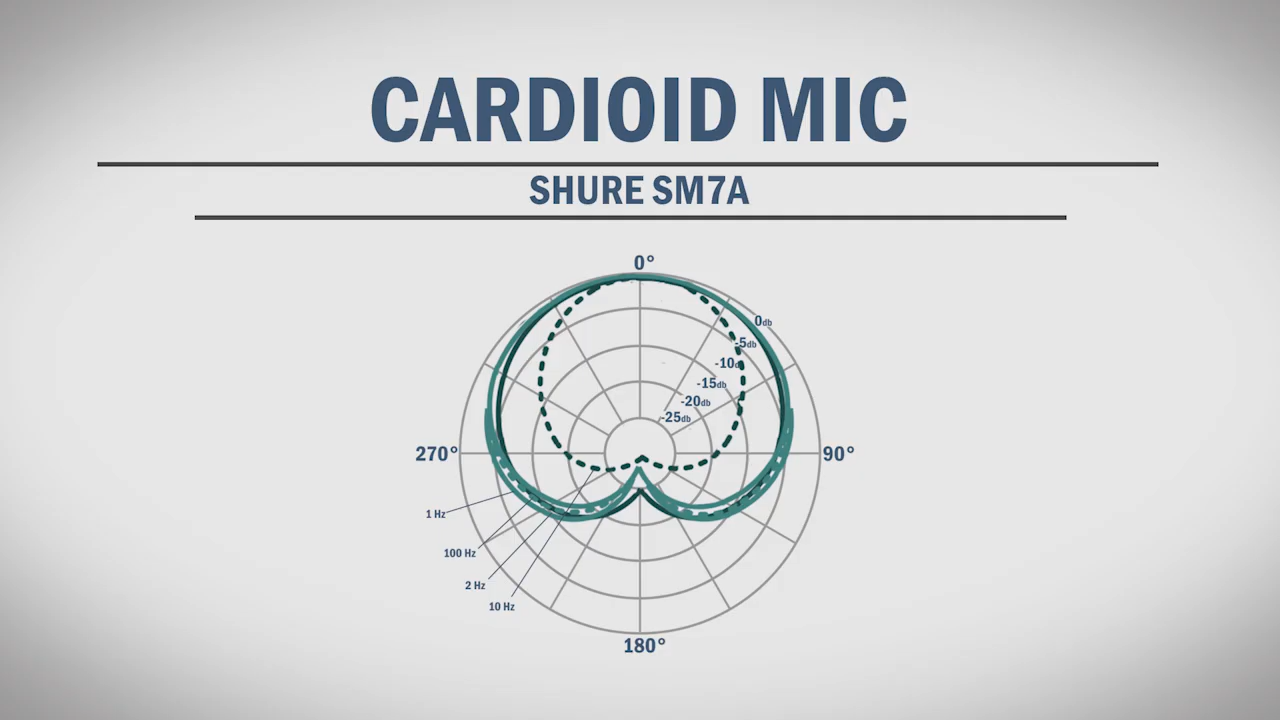 CARDIOID MIC
SHURE SM7A
0°
0db
-5db
-10d
-15db
-20db
-25db
270°
90°
1 Hz
100 Hz
2 Hz
10 Hz
180°